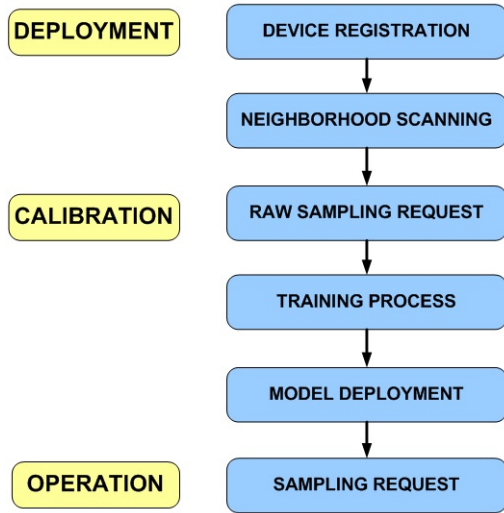 DEPLOYMENT
DEVICE REGISTRATION
NEIGHBORHOOD SCANNING
CALIBRATION
RAW SAMPLING REQUEST
TRAINING PROCESS
MODEL DEPLOYMENT
OPERATION
SAMPLING REQUEST